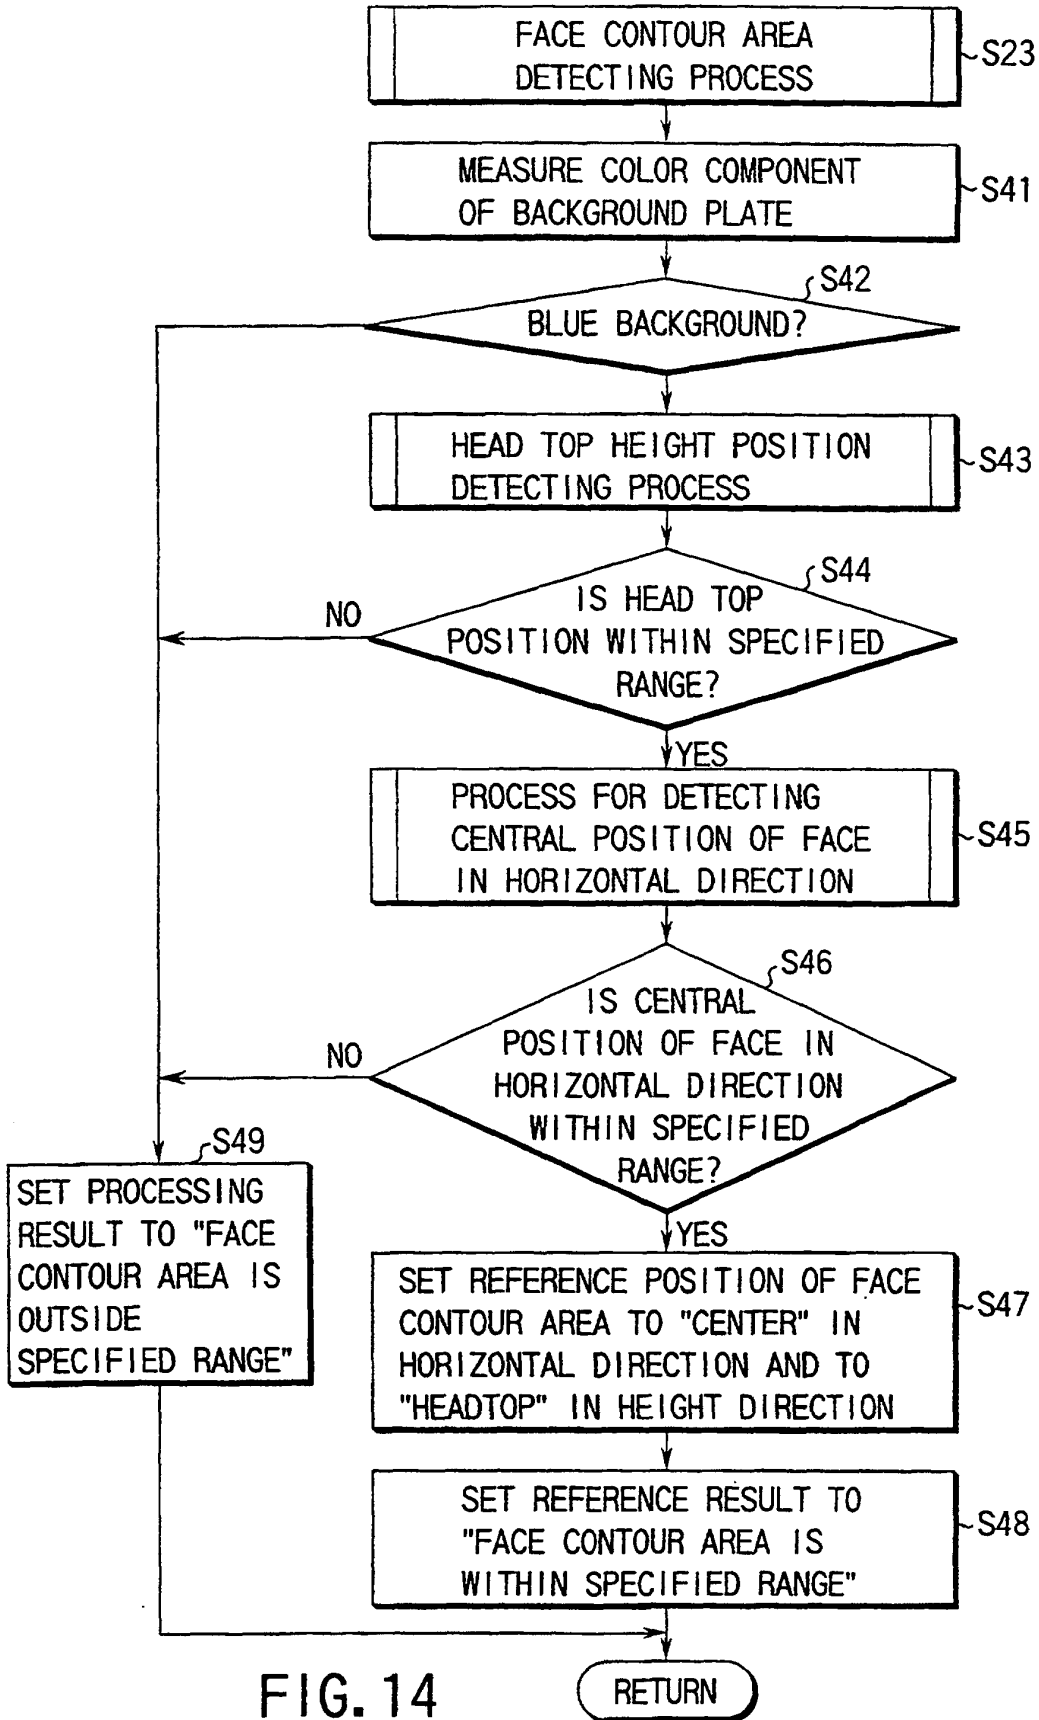 FACE CONTOUR AREA
DETECTING PROCESS
S23
MEASURE COLOR COMPONENT
OF BACKGROUND PLATE
S41
S42
BLUE BACKGROUND?
HEAD TOP HEIGHT POSITION
DETECTING PROCESS
S43
S44
IS HEAD TOP
POSITION WITHIN SPECIFIED
RANGE?
NO
YES
PROCESS FOR DETECTING
CENTRAL POSITION OF FACE
IN HORIZONTAL DIRECTION
S45
S46
IS CENTRAL
POSITION OF FACE IN
HORIZONTAL DIRECTION
WITHIN SPECIFIED
RANGE?
NO
YES
S49
SET PROCESSING
RESULT TO "FACE
CONTOUR AREA IS
OUTSIDE
SPECIFIED RANGE"
SET REFERENCE POSITION OF FACE
CONTOUR AREA TO "CENTER" IN
HORIZONTAL DIRECTION AND TO
"HEADTOP" IN HEIGHT DIRECTION
S47
SET REFERENCE RESULT TO
"FACE CONTOUR AREA IS
WITHIN SPECIFIED RANGE"
S48
RETURN
FIG. 14